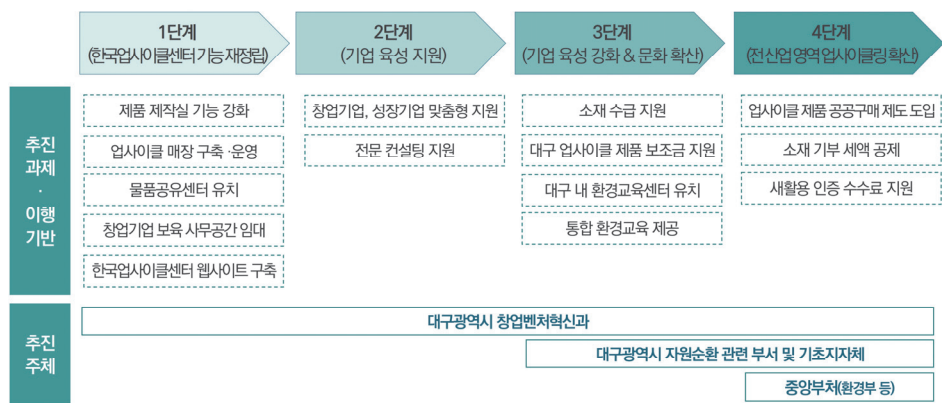 1단계
(한국업사이클센터 기능 재정립)
2단계
(기업 육성 지원)
3단계
(기업 육성 강화 & 문화 확산)
4단계
(전산업 영역 업사이클링 확산)
추진
과제
·
이행
기반
제품 제작실 기능 강화
업사이클 매장 구축·운영
물품공유센터 유치
창업기업 보육 사무공간 임대
한국업사이클센터 웹사이트 구축
창업기업, 성장기업 맞춤형 지원
전문 컨설팅 지원
소재 수급 지원
대구 업사이클 제품 보조금 지원
대구 내 환경교육센터 유치
통합 환경교육 제공
업사이클 제품 공공구매 제도 도입
소재 기부 세액 공제
새활용 인증 수수료 지원
추진
주체
대구광역시 창업벤처혁신과
대구광역시 자원순환 관련 부서 및 기초지자체
중앙부처(환경부 등)